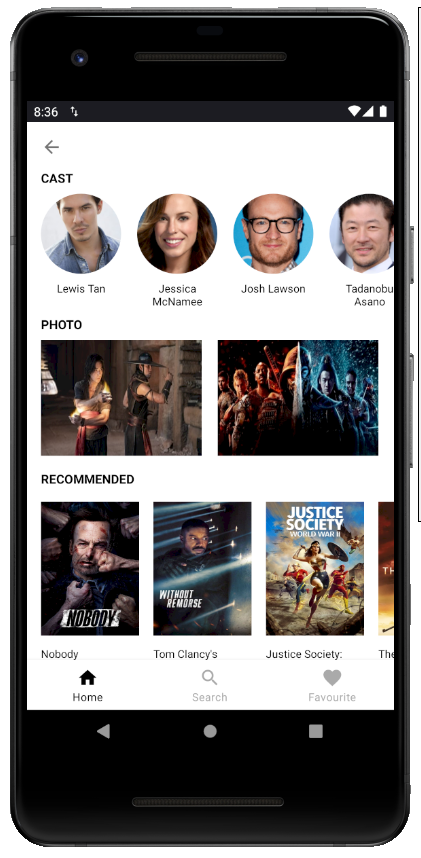 8:36
CAST
Lewis Tan
Jessica
McNamee
Josh Lawson
Tadanobu
Asano
PHOTO
RECOMMENDED
NOBODY
WITHOUT
REMORSE
JUSTICE
SOCIETY
WORLD WAR II
TH
Nobody
Tom Clancy's
Justice Society:
The
Home
Search
Favourite